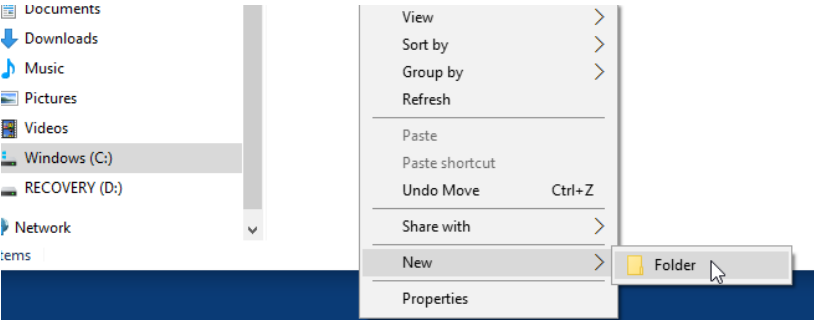 Documents
Downloads
Music
Pictures
Videos
Windows (C:)
RECOVERY (D:)
Network
tems
View
Sort by
Group by
Refresh
Paste
Paste shortcut
Undo Move Ctrl+Z
Share with
New
Folder
Properties